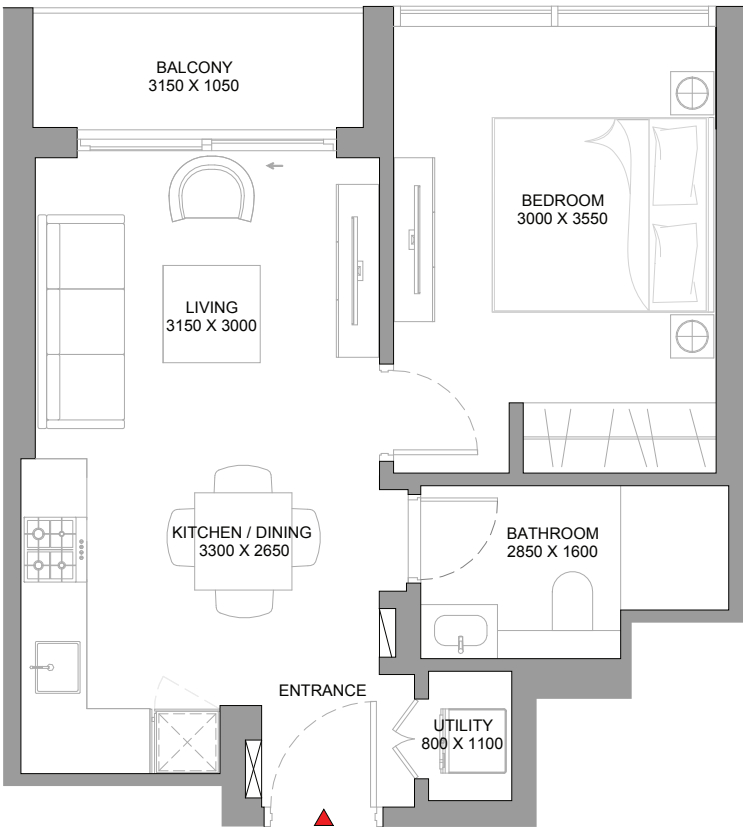 BALCONY
3150 X 1050
BEDROOM
3000 X 3550
LIVING
3150 X 3000
KITCHEN / DINING
3300 X 2650
BATHROOM
2850 X 1600
ENTRANCE
UTILITY
800 X 1100